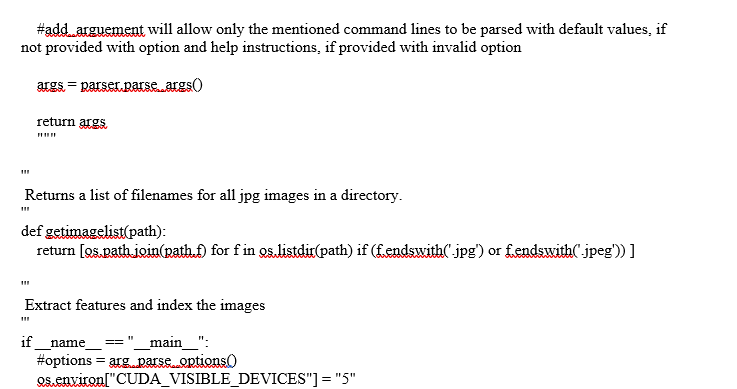 #add_arguement will allow only the mentioned command lines to be parsed with default values, if
not provided with option and help instructions, if provided with invalid option
args = parser.parse_args()
return args
"""
'''
Returns a list of filenames for all jpg images in a directory.
'''
def getimagelist(path):
return [os.path.join(path,f) for f in os.listdir(path) if (f.endswith('.jpg') or f.endswith('.jpeg')) ]
'''
Extract features and index the images
'''
if __name__ == "__main__":
#options = arg_parse_options()
os.environ["CUDA_VISIBLE_DEVICES"] = "5"